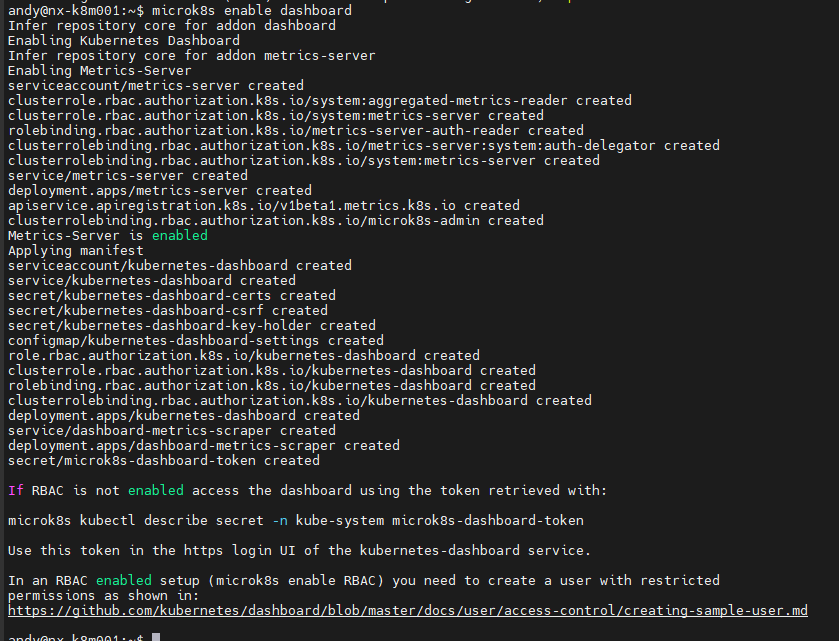 andy@nx-k8m001:~$ microk8s enable dashboard
Infer repository core for addon dashboard
Enabling Kubernetes Dashboard
Infer repository core for addon metrics-server
Enabling Metrics-Server
serviceaccount/metrics-server created
clusterrole.rbac.authorization.k8s.io/system:aggregated-metrics-reader created
clusterrole.rbac.authorization.k8s.io/system:metrics-server created
rolebinding.rbac.authorization.k8s.io/metrics-server-auth-reader created
clusterrolebinding.rbac.authorization.k8s.io/metrics-server:system:auth-delegator created
clusterrolebinding.rbac.authorization.k8s.io/system:metrics-server created
service/metrics-server created
deployment.apps/metrics-server created
apiservice.apiregistration.k8s.io/v1beta1.metrics.k8s.io created
clusterrolebinding.rbac.authorization.k8s.io/microk8s-admin created
Metrics-Server is enabled
Applying manifest
serviceaccount/kubernetes-dashboard created
service/kubernetes-dashboard created
secret/kubernetes-dashboard-certs created
secret/kubernetes-dashboard-csrf created
secret/kubernetes-dashboard-key-holder created
configmap/kubernetes-dashboard-settings created
role.rbac.authorization.k8s.io/kubernetes-dashboard created
clusterrole.rbac.authorization.k8s.io/kubernetes-dashboard created
rolebinding.rbac.authorization.k8s.io/kubernetes-dashboard created
clusterrolebinding.rbac.authorization.k8s.io/kubernetes-dashboard created
deployment.apps/kubernetes-dashboard created
service/dashboard-metrics-scraper created
deployment.apps/dashboard-metrics-scraper created
secret/microk8s-dashboard-token created
If RBAC is not enabled access the dashboard using the token retrieved with:
microk8s kubectl describe secret -n kube-system microk8s-dashboard-token
Use this token in the https login UI of the kubernetes-dashboard service.
In an RBAC enabled setup (microk8s enable RBAC) you need to create a user with restricted
permissions as shown in:
https://github.com/kubernetes/dashboard/blob/master/docs/user/access-control/creating-sample-user.md
andy@nx-k8m001:~$